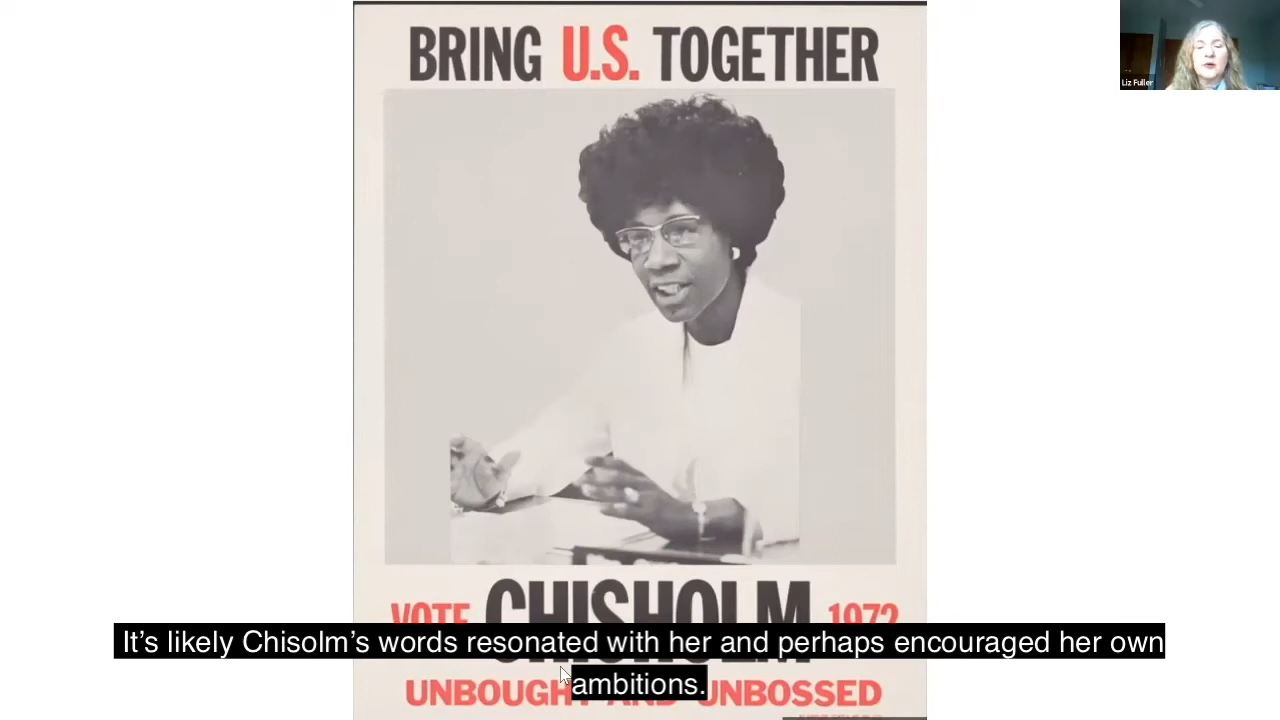 BRING U.S. TOGETHER
Liz Fuller
VOTE CHISHOLM 1972
It's likely Chisolm's words resonated with her and perhaps encouraged her own
ambitions.
UNBOUGHT AND UNBOSSED